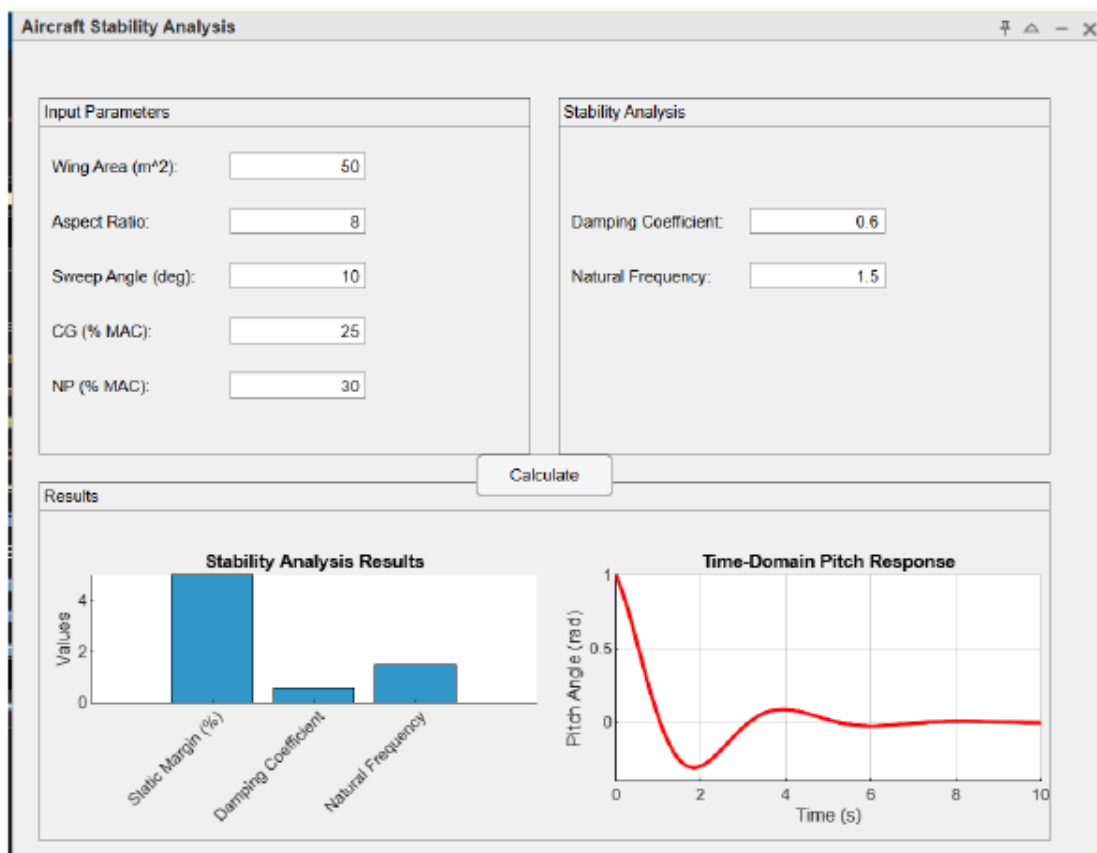 Aircraft Stability Analysis
Input Parameters
Wing Area (m^2): 50
Aspect Ratio: 8
Sweep Angle (deg): 10
CG (% MAC): 25
NP (% MAC): 30
Stability Analysis
Damping Coefficient: 0.6
Natural Frequency: 1.5
Calculate
Results
Stability Analysis Results
Values
4
2
0
Static Margin (%)
Damping Coefficient
Natural Frequency
Time-Domain Pitch Response
Pitch Angle (rad)
1
0.5
0
0 2 4 6 8 10
Time (s)